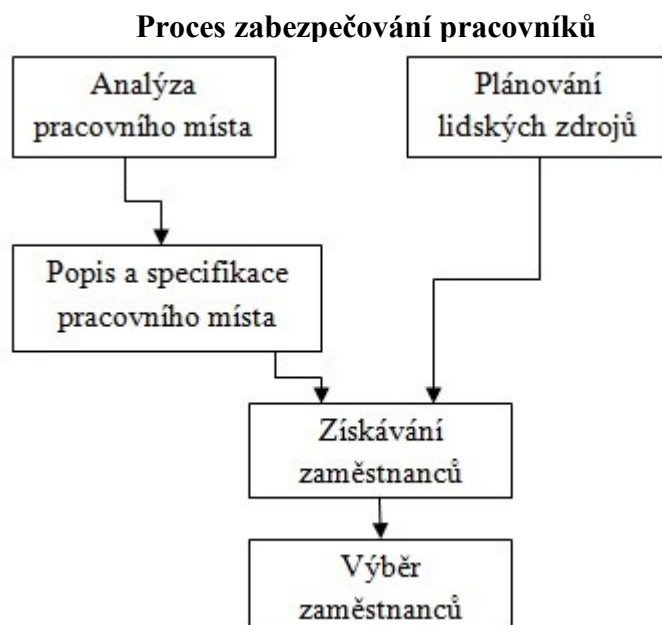 Proces zabezpečování pracovníků
Analýza
pracovního místa
Plánování
lidských zdrojů
Popis a specifikace
pracovního místa
Získávání
zaměstnanců
Výběr
zaměstnanců